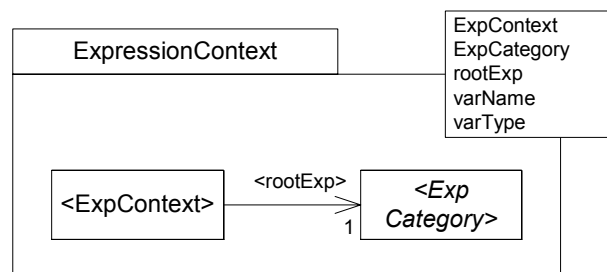 ExpressionContext
ExpContext
ExpCategory
rootExp
varName
varType
<ExpContext>
<rootExp>
1
<Exp
Category>